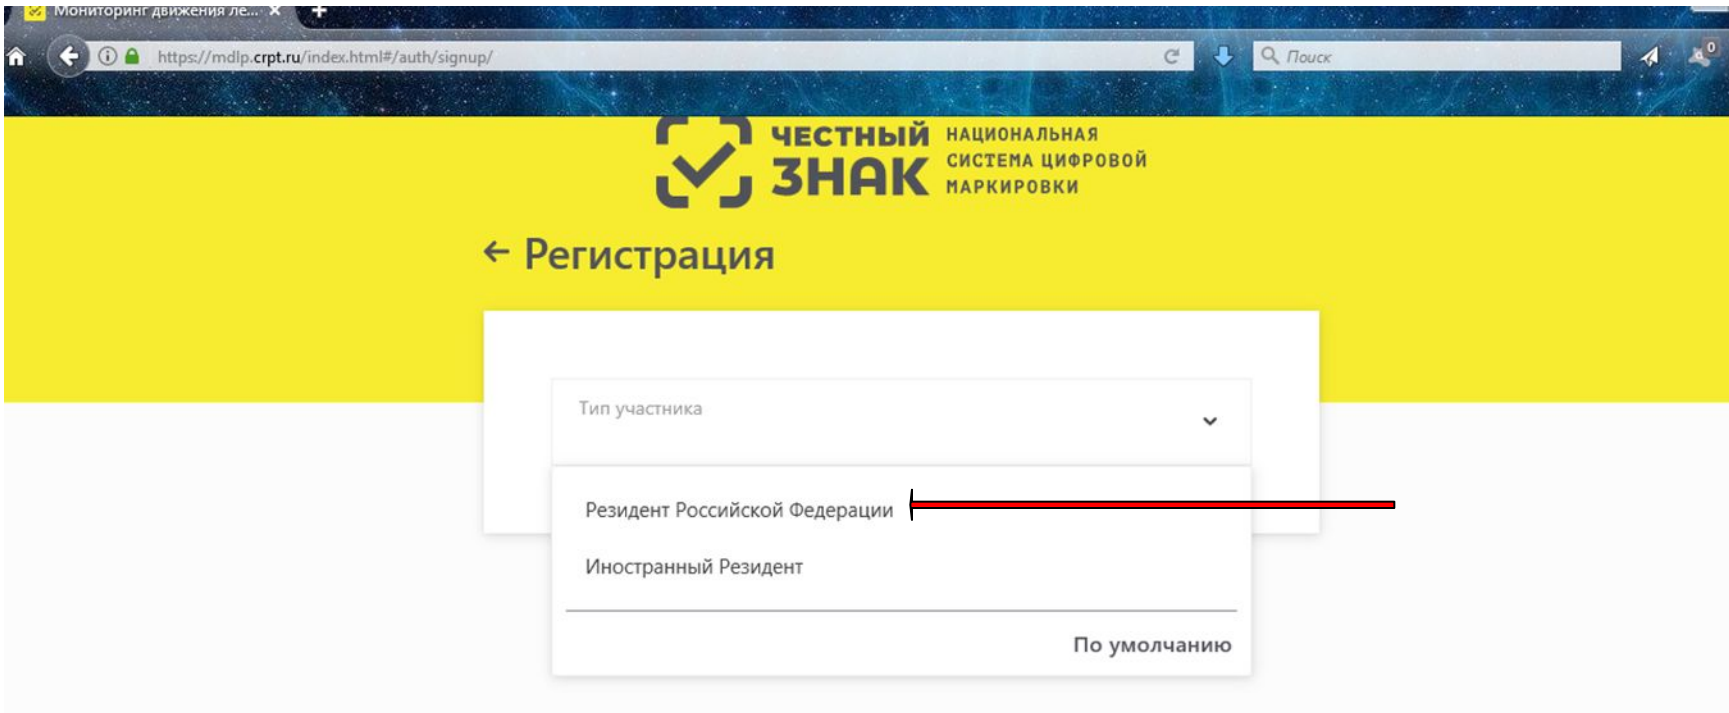 Мониторинг движения ле...
https://mdlp.crpt.ru/index.html#/auth/signup/
Поиск
0
ЧЕСТНЫЙ
ЗНАК
НАЦИОНАЛЬНАЯ
СИСТЕМА ЦИФРОВОЙ
МАРКИРОВКИ
← Регистрация
Тип участника
Резидент Российской Федерации
Иностранный Резидент
По умолчанию